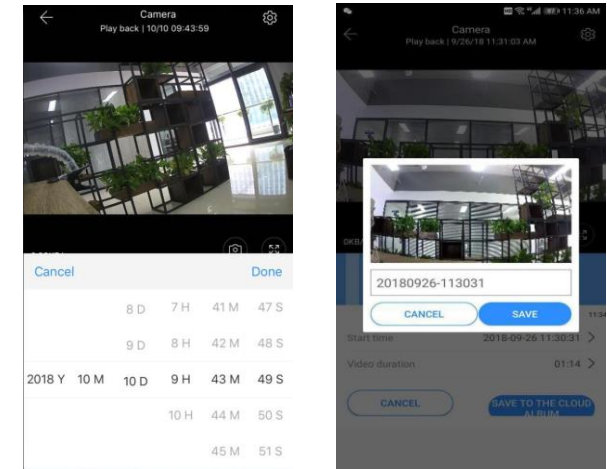 Camera
Play back | 10/10 09:43:59
Cancel
Done
8 D 7 H 41 M 47 S
9 D 8 H 42 M 48 S
2018 Y 10 M 10 D 9 H 43 M 49 S
10 H 44 M 50 S
45 M 51 S
11:36 AM
Camera
Play back | 9/26/18 11:31:03 AM
20180926-113031
CANCEL
SAVE
Start time 2018-09-26 11:30:31 >
Video duration 01:14 >
CANCEL
SAVE TO THE CLOUD
ALBUM